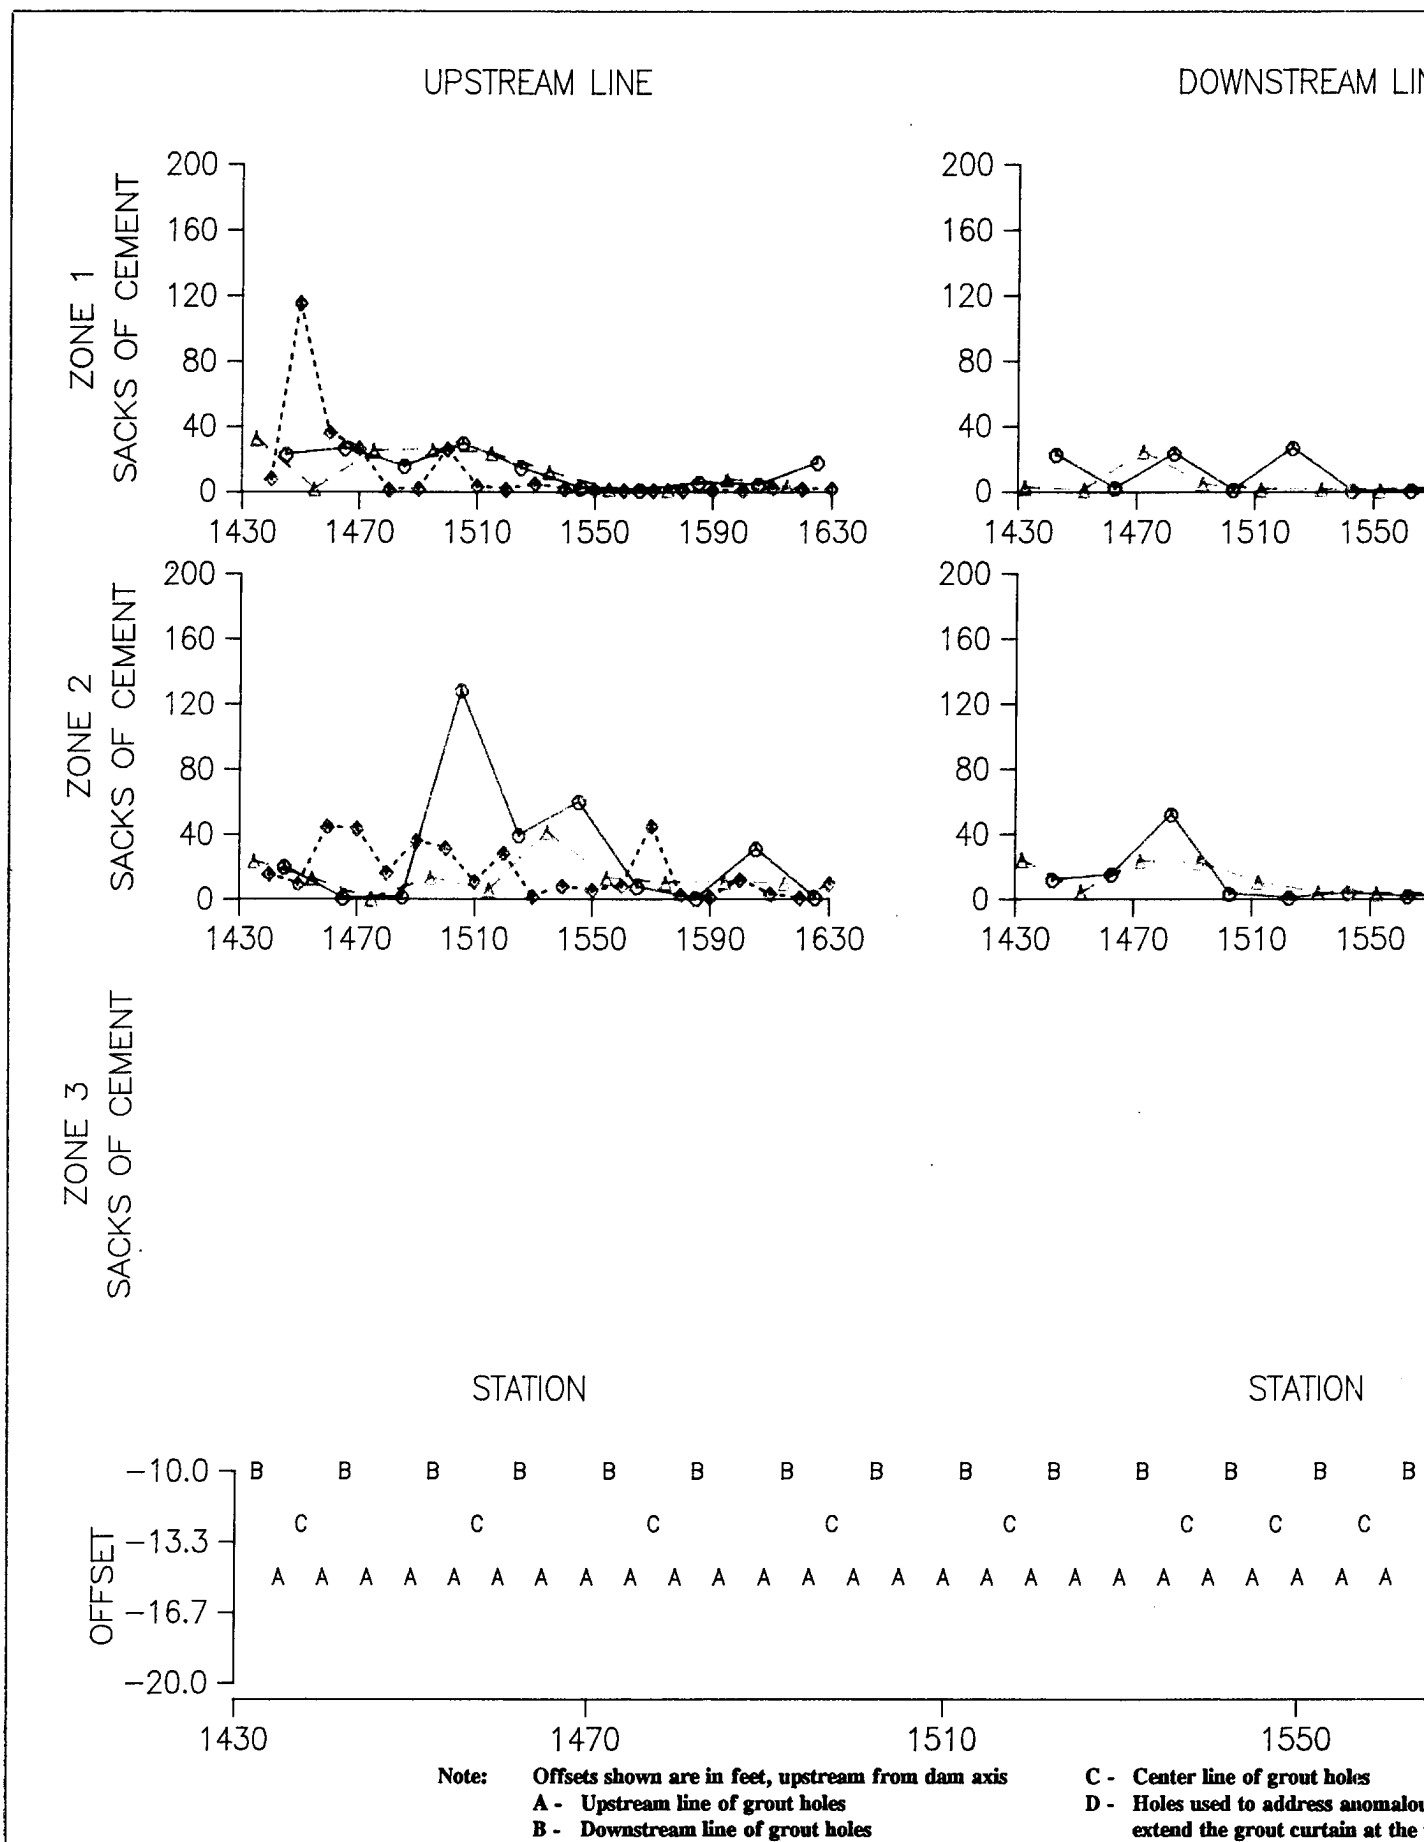 UPSTREAM LINE
DOWNSTREAM LIN
ZONE 1
SACKS OF CEMENT
200
160
120
80
40
0
1430 1470 1510 1550 1590 1630
200
160
120
80
40
0
1430 1470 1510 1550
ZONE 2
SACKS OF CEMENT
200
160
120
80
40
0
1430 1470 1510 1550 1590 1630
200
160
120
80
40
0
1430 1470 1510 1550
ZONE 3
SACKS OF CEMENT
STATION
STATION
OFFSET
-10.0
-13.3
-16.7
-20.0
B B B B B B B B B B B B B B
C C C C C C C C
A A A A A A A A A A A A A A A A A A A A A A A A A A
1430 1470 1510 1550
Note: Offsets shown are in feet, upstream from dam axis
A - Upstream line of grout holes
B - Downstream line of grout holes
C - Center line of grout holes
D - Holes used to address anomalou
extend the grout curtain at the